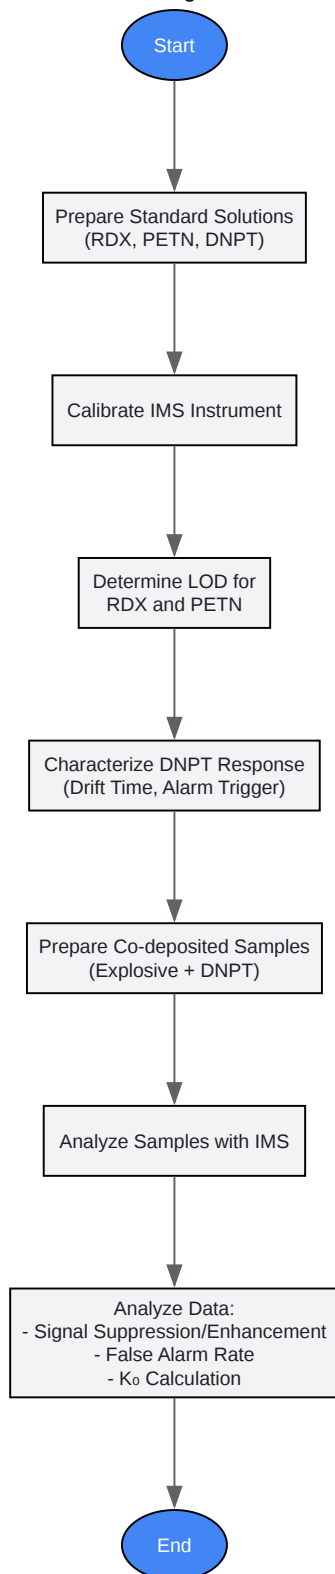 Start
Prepare Standard Solutions
(RDX, PETN, DNPT)
Calibrate IMS Instrument
Determine LOD for
RDX and PETN
Characterize DNPT Response
(Drift Time, Alarm Trigger)
Prepare Co-deposited Samples
(Explosive + DNPT)
Analyze Samples with IMS
Analyze Data:
- Signal Suppression/Enhancement
- False Alarm Rate
- K₀ Calculation
End